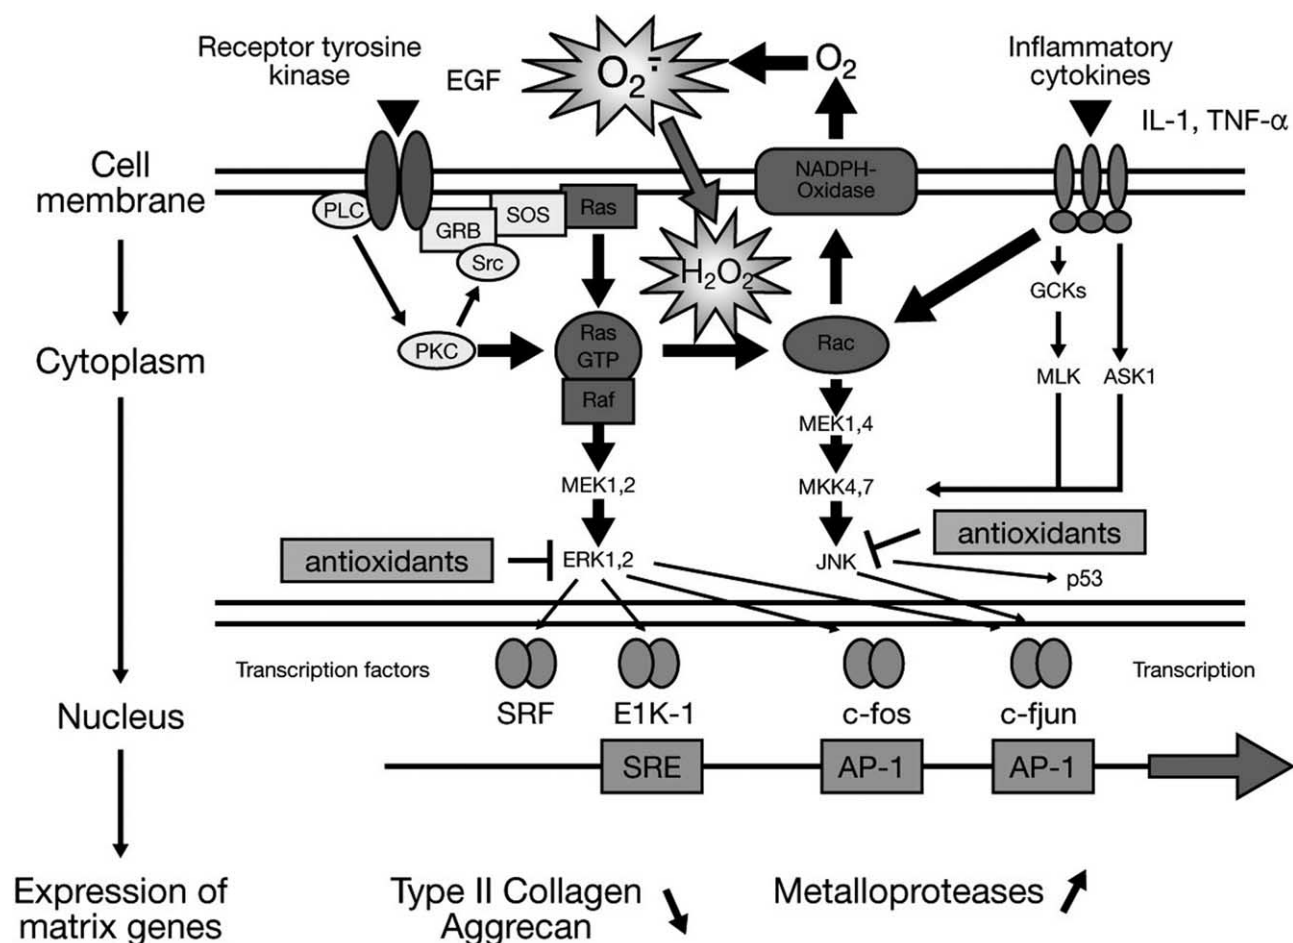 Receptor tyrosine
kinase
EGF
O₂⁻̇
O₂
Inflammatory
cytokines
IL-1, TNF-α
Cell
membrane
NADPH-
Oxidase
PLC
GRB
SOS
Ras
Src
H₂O₂
GCKs
Cytoplasm
PKC
Ras
GTP
Raf
Rac
MLK
ASK1
MEK1,4
MEK1,2
MKK4,7
antioxidants
ERK1,2
JNK
antioxidants
p53
Transcription factors
Transcription
Nucleus
SRF
E1K-1
c-fos
c-fjun
SRE
AP-1
AP-1
Expression of
matrix genes
Type II Collagen
Aggrecan
Metalloproteases